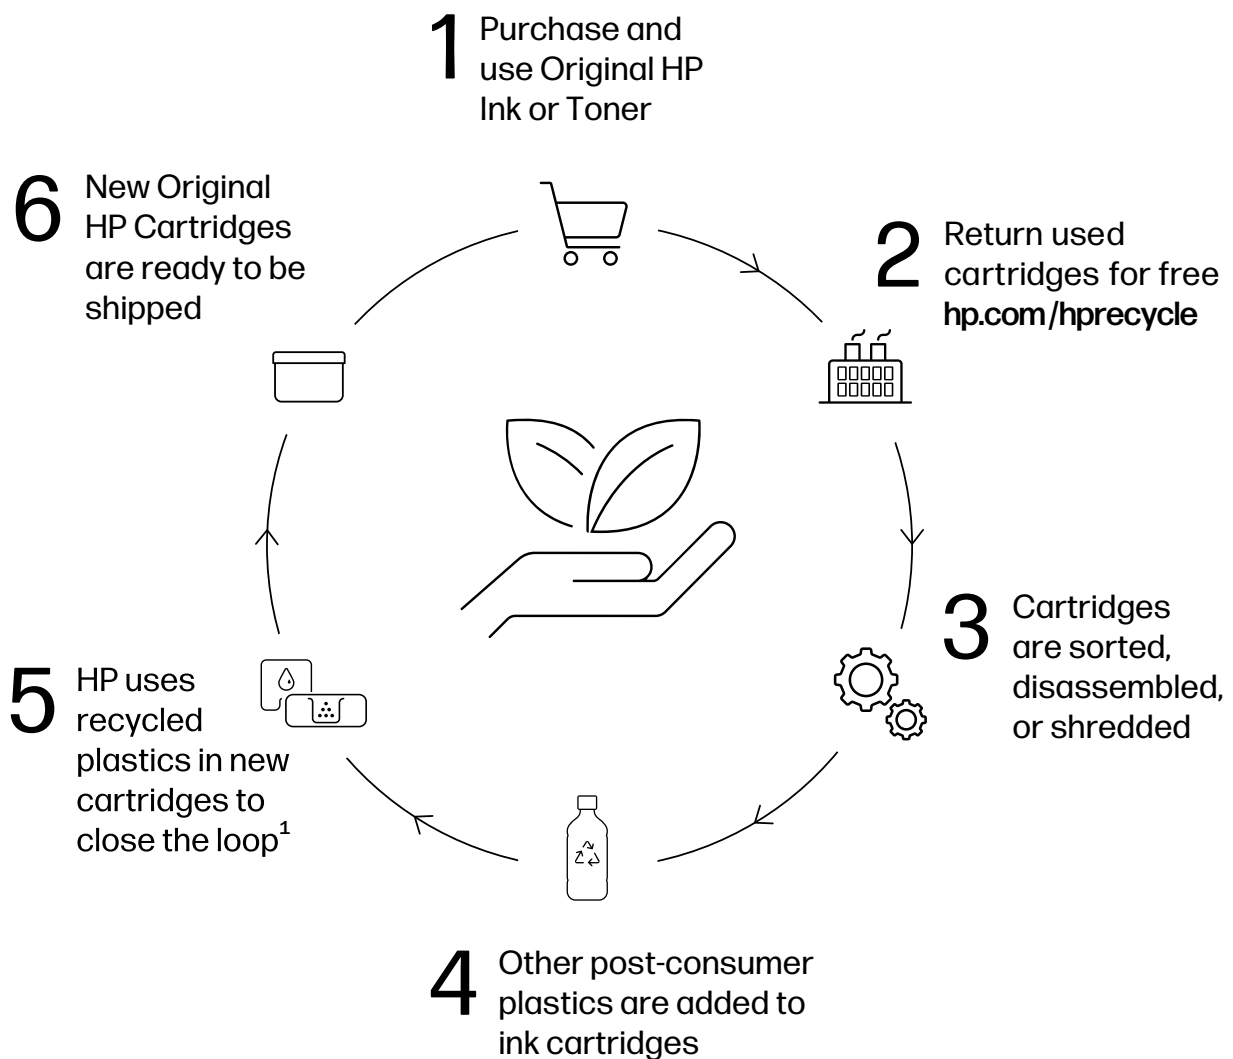 1 Purchase and
use Original HP
Ink or Toner
2 Return used
cartridges for free
hp.com/hprecycle
3 Cartridges
are sorted,
disassembled,
or shredded
4 Other post-consumer
plastics are added to
ink cartridges
5 HP uses
recycled
plastics in new
cartridges to
close the loop¹
6 New Original
HP Cartridges
are ready to be
shipped